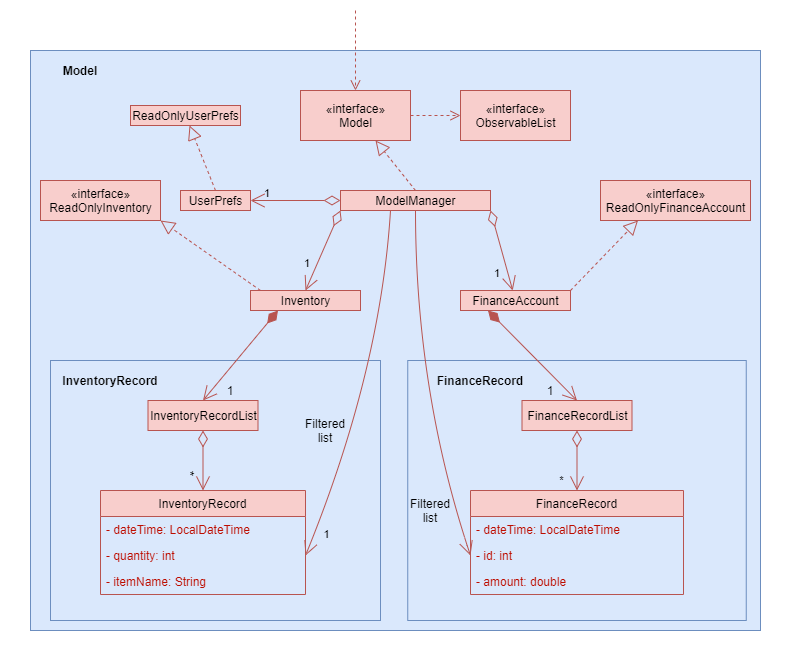 Model
«interface»
Model
«interface»
ObservableList
ReadOnlyUserPrefs
«interface»
ReadOnlyInventory
UserPrefs
1
ModelManager
«interface»
ReadOnlyFinanceAccount
1
1
Inventory
FinanceAccount
InventoryRecord
FinanceRecord
1
1
InventoryRecordList
FinanceRecordList
Filtered
list
*
*
InventoryRecord
- dateTime: LocalDateTime
- quantity: int
- itemName: String
1
Filtered
list
FinanceRecord
- dateTime: LocalDateTime
- id: int
- amount: double